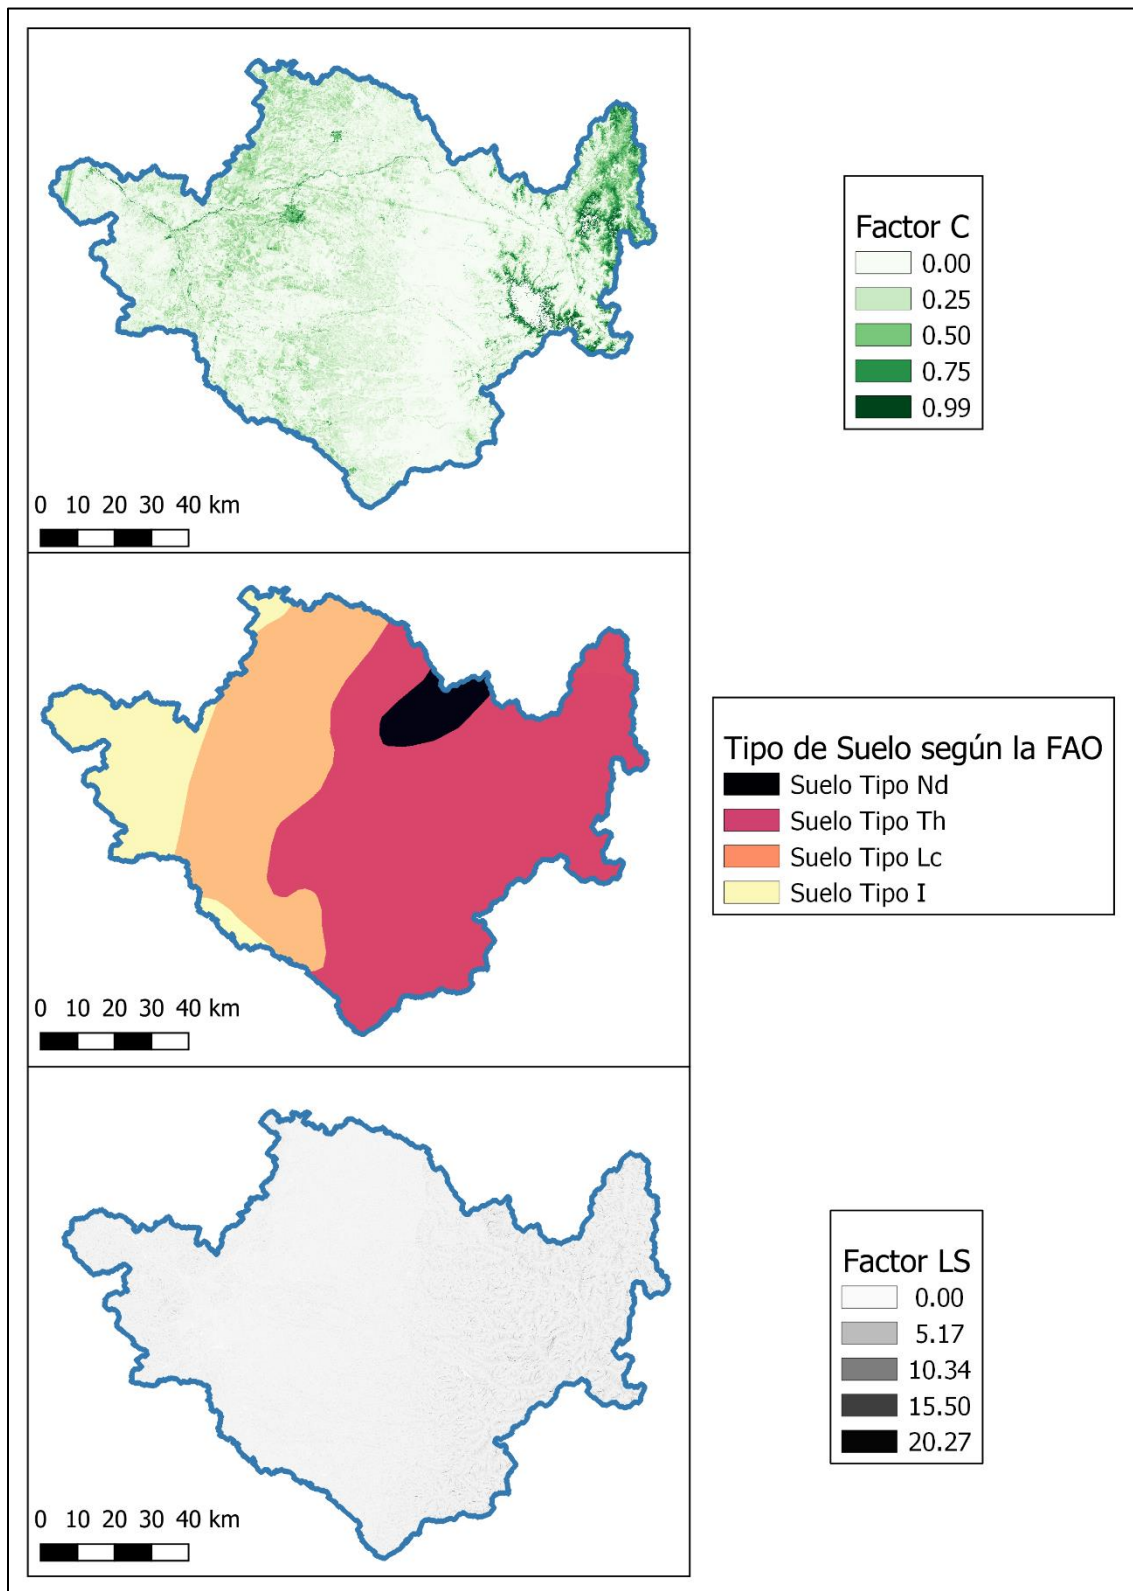 Factor C
0.00
0.25
0.50
0.75
0.99
0 10 20 30 40 km
Tipo de Suelo según la FAO
Suelo Tipo Nd
Suelo Tipo Th
Suelo Tipo Lc
Suelo Tipo I
0 10 20 30 40 km
Factor LS
0.00
5.17
10.34
15.50
20.27
0 10 20 30 40 km